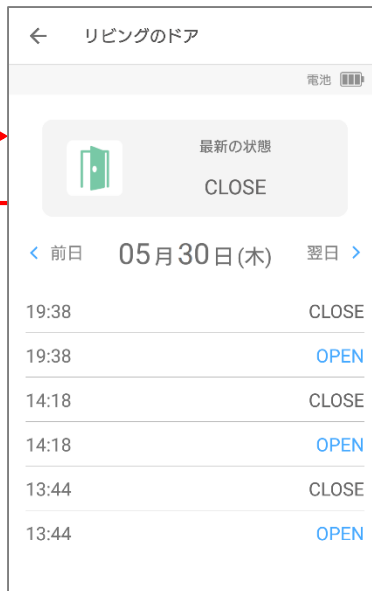 リビングのドア
電池
最新の状態
CLOSE
前日 05月30日(木) 翌日
19:38 CLOSE
19:38 OPEN
14:18 CLOSE
14:18 OPEN
13:44 CLOSE
13:44 OPEN